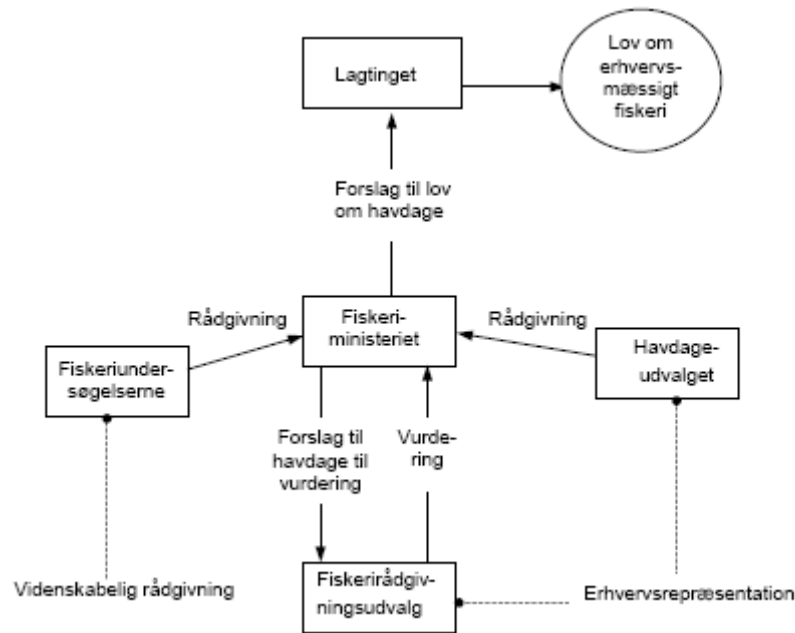 Lagtinget
Lov om
erhvervs-
mæssigt
fiskeri
Forslag til lov
om havdage
Rådgivning
Fiskeri-
ministeriet
Rådgivning
Fiskeriunder-
søgelserne
Havdage-
udvalget
Forslag til
havdage til
vurdering
Vurde-
ring
Videnskabelig rådgivning
Fiskerirådgiv-
ningsudvalg
Erhvervsrepræsentation